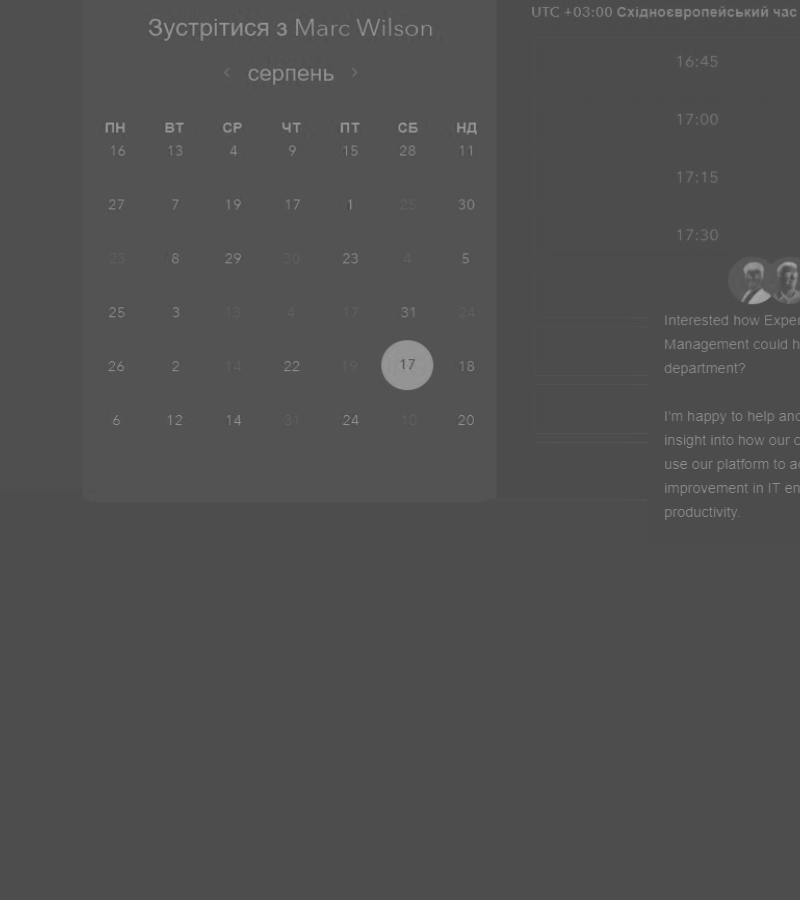 Зустрітися з Marc Wilson
серпень
ПН ВТ СР ЧТ ПТ СБ НД
16 13 4 9 15 28 11
27 7 19 17 1 25 30
23 8 29 30 23 4 5
25 3 13 4 17 31 24
26 2 14 22 19 17 18
6 12 14 31 24 10 20
UTC +03:00 Східноєвропейський час
16:45
17:00
17:15
17:30
Interested how
Management could
department?
I'm happy to help
insight into how our
use our platform to
improvement in IT
productivity.